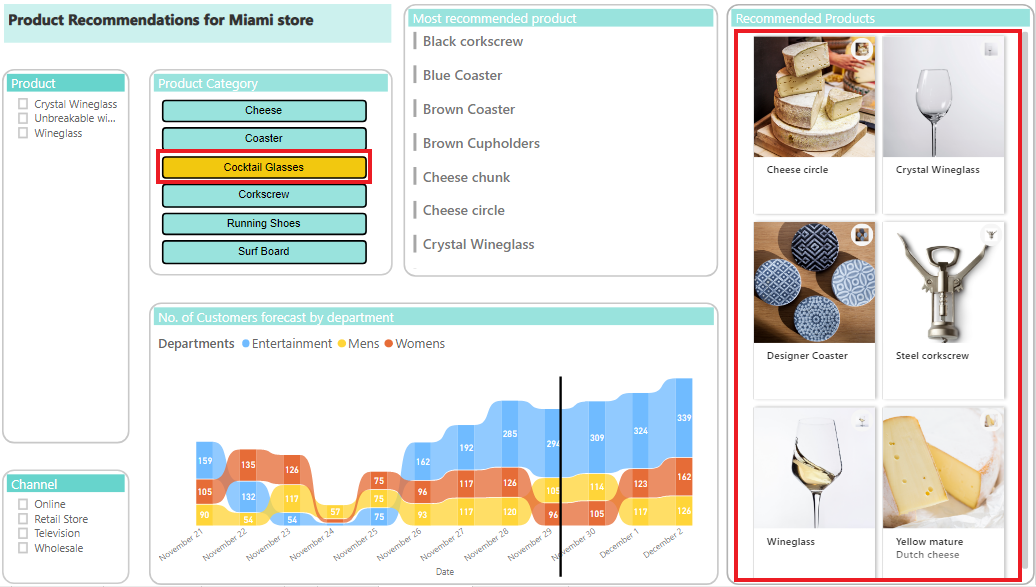 Product Recommendations for Miami store
Product
Crystal Wineglass
Unbreakable wi...
Wineglass
Channel
Online
Retail Store
Television
Wholesale
Product Category
Cheese
Coaster
Cocktail Glasses
Corkscrew
Running Shoes
Surf Board
Most recommended product
Black corkscrew
Blue Coaster
Brown Coaster
Brown Cupholders
Cheese chunk
Cheese circle
Crystal Wineglass
No. of Customers forecast by department
Departments Entertainment Mens Womens
159 105 90
135 132 54
126 117 54
57
75 75 75
162 96 93
192 117 117
285 126 120
294 105 96
309 114 105
324 123 117
339 162 126
November 21
November 22
November 23
November 24
November 25
November 26
November 27
November 28
November 29
November 30
December 1
December 2
Date
Recommended Products
Cheese circle
Crystal Wineglass
Designer Coaster
Steel corkscrew
Wineglass
Yellow mature
Dutch cheese